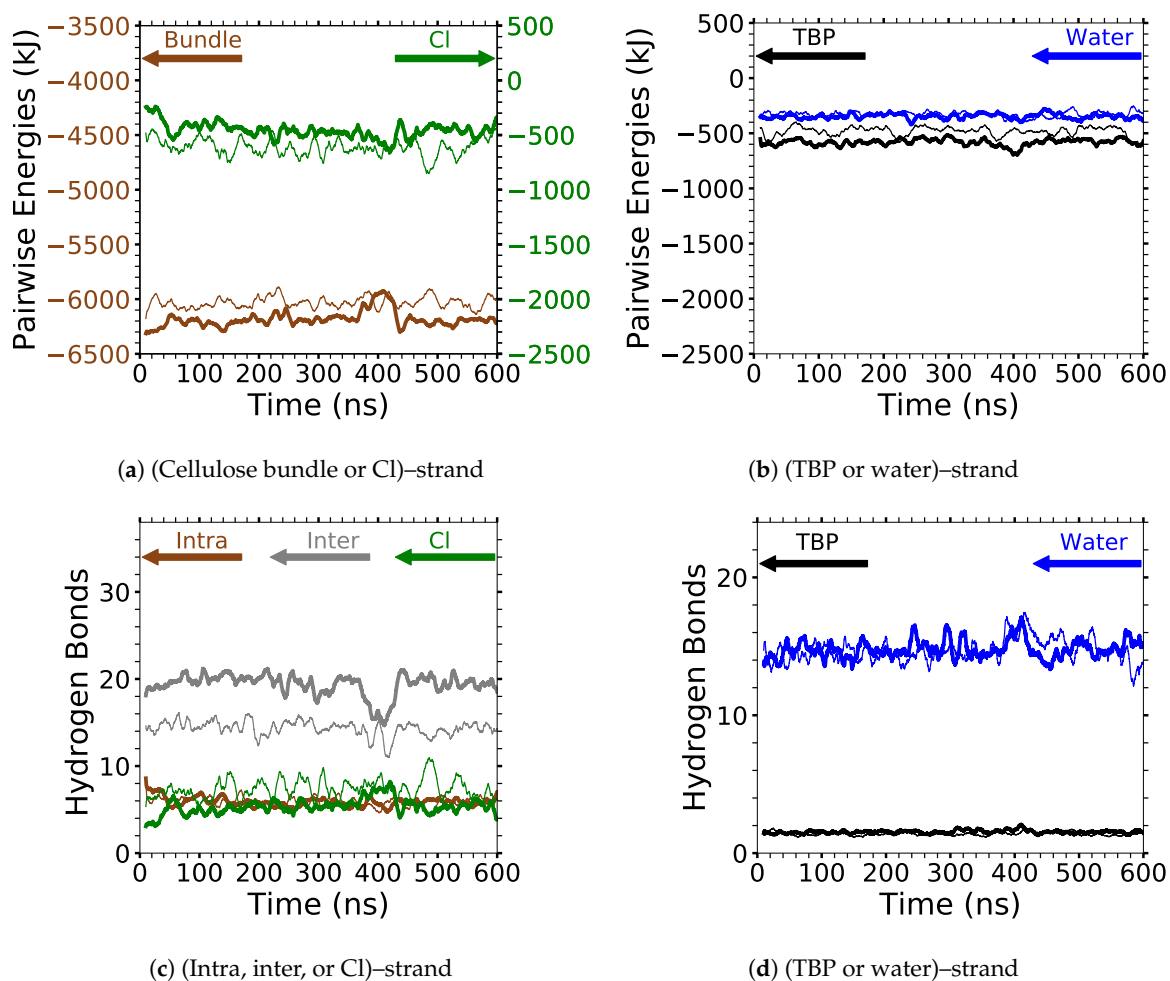 Pairwise Energies (kJ)
−3500
−4000
−4500
−5000
−5500
−6000
−6500
Bundle
Cl
500
0
−500
−1000
−1500
−2000
−2500
0 100 200 300 400 500 600
Time (ns)
(a) (Cellulose bundle or Cl)–strand
Pairwise Energies (kJ)
500
0
−500
−1000
−1500
−2000
−2500
TBP
Water
0 100 200 300 400 500 600
Time (ns)
(b) (TBP or water)–strand
Hydrogen Bonds
30
20
10
0
Intra
Inter
Cl
0 100 200 300 400 500 600
Time (ns)
(c) (Intra, inter, or Cl)–strand
Hydrogen Bonds
20
10
0
TBP
Water
0 100 200 300 400 500 600
Time (ns)
(d) (TBP or water)–strand